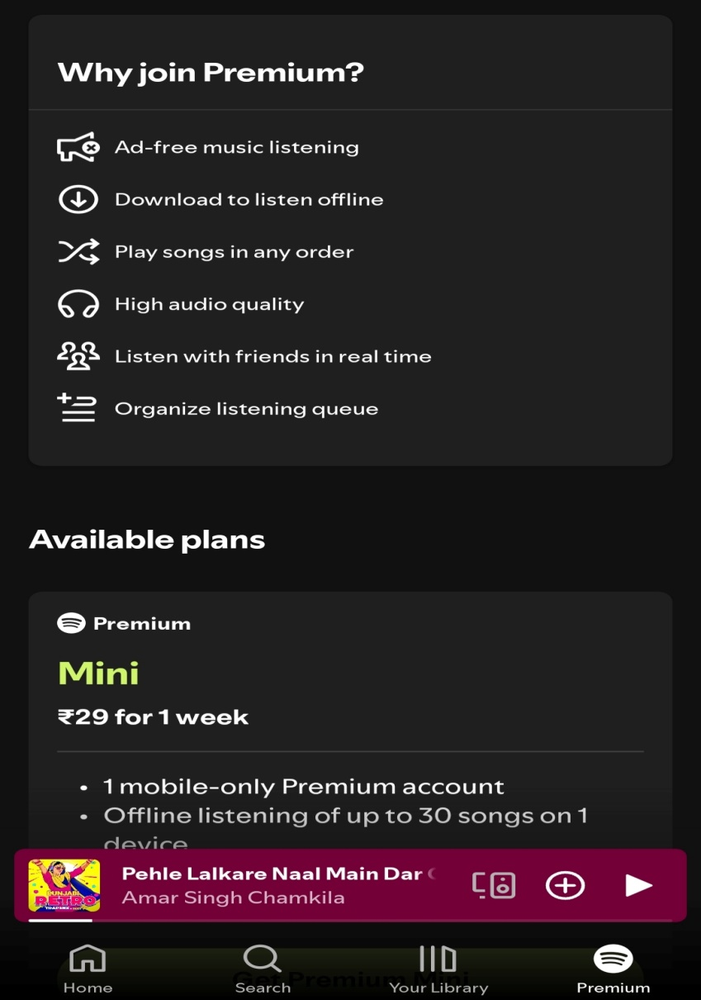 Why join Premium?
Ad-free music listening
Download to listen offline
Play songs in any order
High audio quality
Listen with friends in real time
Organize listening queue
Available plans
Premium
Mini
₹29 for 1 week
• 1 mobile-only Premium account
• Offline listening of up to 30 songs on 1
device
PUNJABI
RETRO
Pehle Lalkare Naal Main Dar
Amar Singh Chamkila
Get Premium Mini
Home
Search
Your Library
Premium